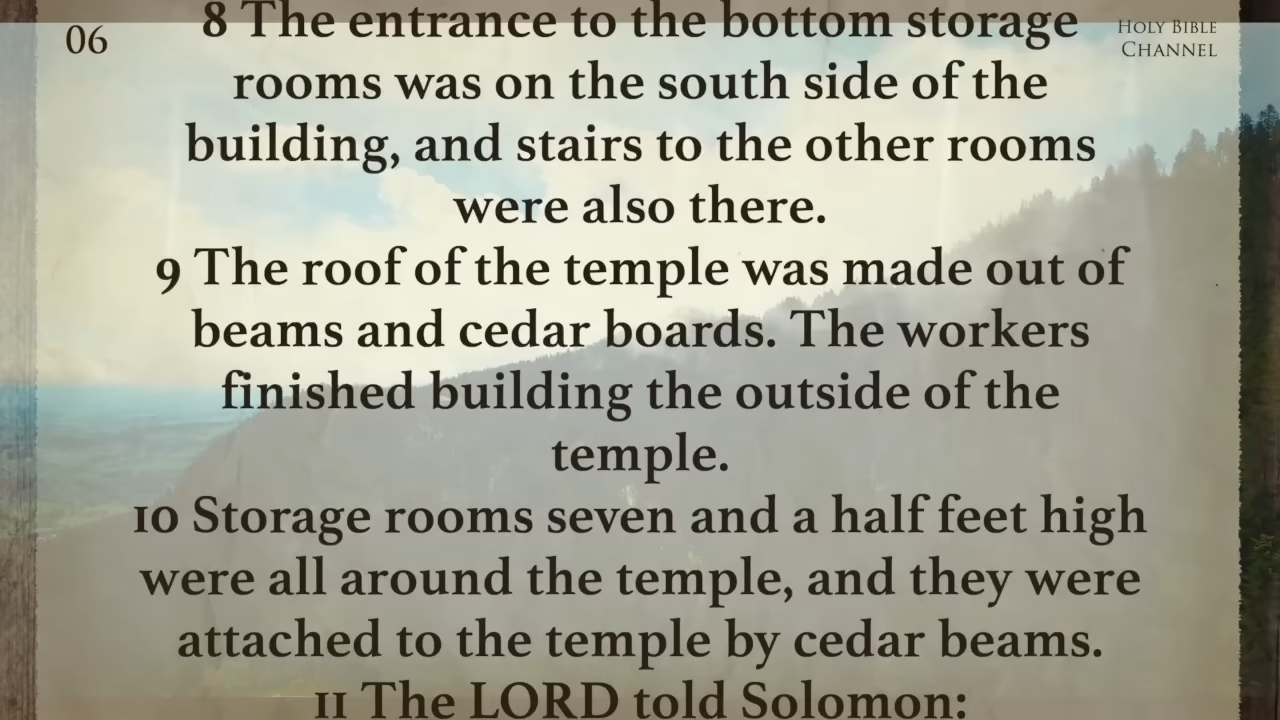 06
HOLY BIBLE
CHANNEL
8 The entrance to the bottom storage
rooms was on the south side of the
building, and stairs to the other rooms
were also there.
9 The roof of the temple was made out of
beams and cedar boards. The workers
finished building the outside of the
temple.
10 Storage rooms seven and a half feet high
were all around the temple, and they were
attached to the temple by cedar beams.
11 The LORD told Solomon: